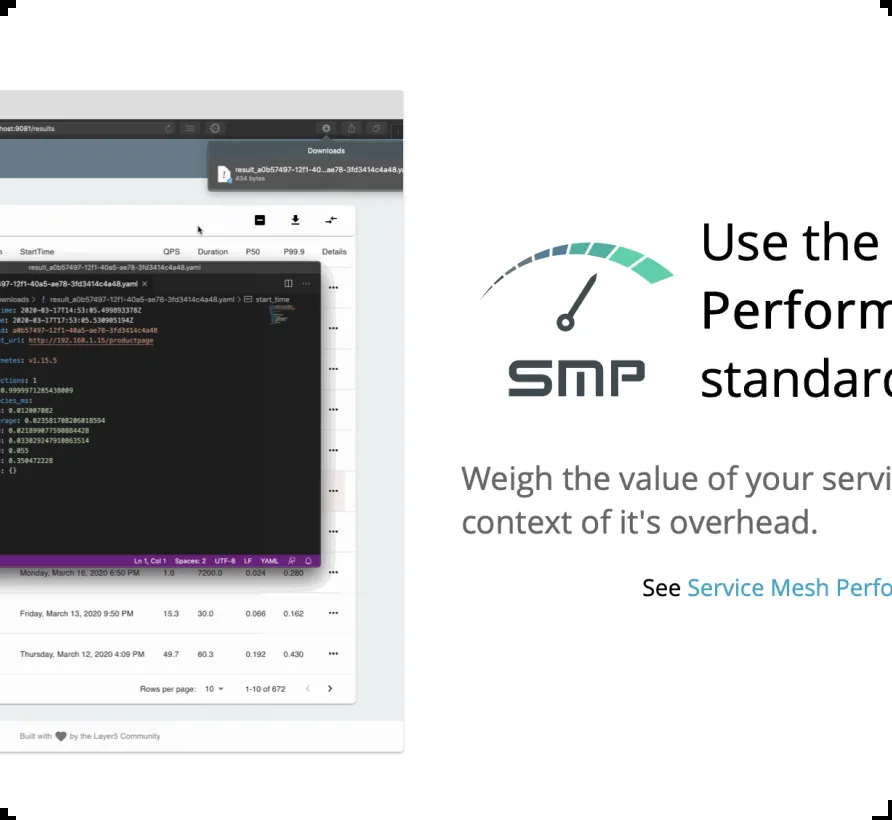 host:9081/results
Downloads
result_a0b57497-12f1-40...ae78-3fd3414c4a48.ya
434 bytes
StartTime QPS Duration P50 P99.9 Details
result_a0b57497-12f1-40a5-ae78-3fd3414c4a48.yaml
97-12f1-40a5-ae78-3fd3414c4a48.yaml
ownloads > ! result_a0b57497-12f1-40a5-ae78-3fd3414c4a48.yaml > start_time
ime: 2020-03-17T14:53:05.499893378Z
e: 2020-03-17T17:53:05.530905194Z
d: a0b57497-12f1-40a5-ae78-3fd3414c4a48
t_url: http://192.168.1.15/productpage
netes: v1.15.5
ctions: 1
0.9999971285438009
cies_ms:
: 0.012007082
erage: 0.023581708206018594
: 0.021899077590884428
: 0.033029247910863514
: 0.055
: 0.350472228
: {}
Ln 1, Col 1 Spaces: 2 UTF-8 LF YAML
Monday, March 16, 2020 6:50 PM 1.0 7200.0 0.024 0.280
Friday, March 13, 2020 9:50 PM 15.3 30.0 0.066 0.162
Thursday, March 12, 2020 4:09 PM 49.7 60.3 0.192 0.430
Rows per page: 10 1-10 of 672
Built with by the Layer5 Community
SMP
Use the
Perform
standard
Weigh the value of your servi
context of it's overhead.
See Service Mesh Perfo